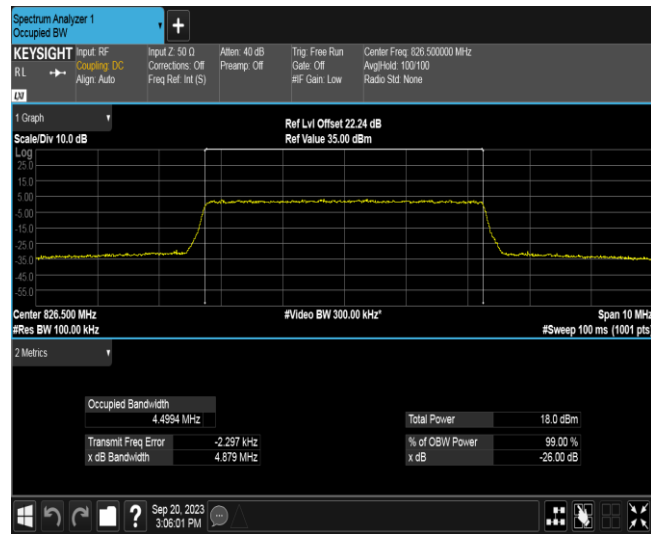 Spectrum Analyzer 1
Occupied BW
KEYSIGHT
RL
LXI
Input: RF
Coupling: DC
Align: Auto
Input Z: 50 Ω
Corrections: Off
Freq Ref: Int (S)
Atten: 40 dB
Preamp: Off
Trig: Free Run
Gate: Off
#IF Gain: Low
Center Freq: 826.500000 MHz
Avg|Hold: 100/100
Radio Std: None
1 Graph
Scale/Div 10.0 dB
Ref Lvl Offset 22.24 dB
Ref Value 35.00 dBm
Log
25.0
15.0
5.00
-5.00
-15.0
-25.0
-35.0
-45.0
-55.0
Center 826.500 MHz
#Res BW 100.00 kHz
#Video BW 300.00 kHz*
Span 10 MHz
#Sweep 100 ms (1001 pts)
2 Metrics
Occupied Bandwidth
4.4994 MHz
Transmit Freq Error -2.297 kHz
x dB Bandwidth 4.879 MHz
Total Power 18.0 dBm
% of OBW Power 99.00 %
x dB -26.00 dB
?
Sep 20, 2023
3:06:01 PM